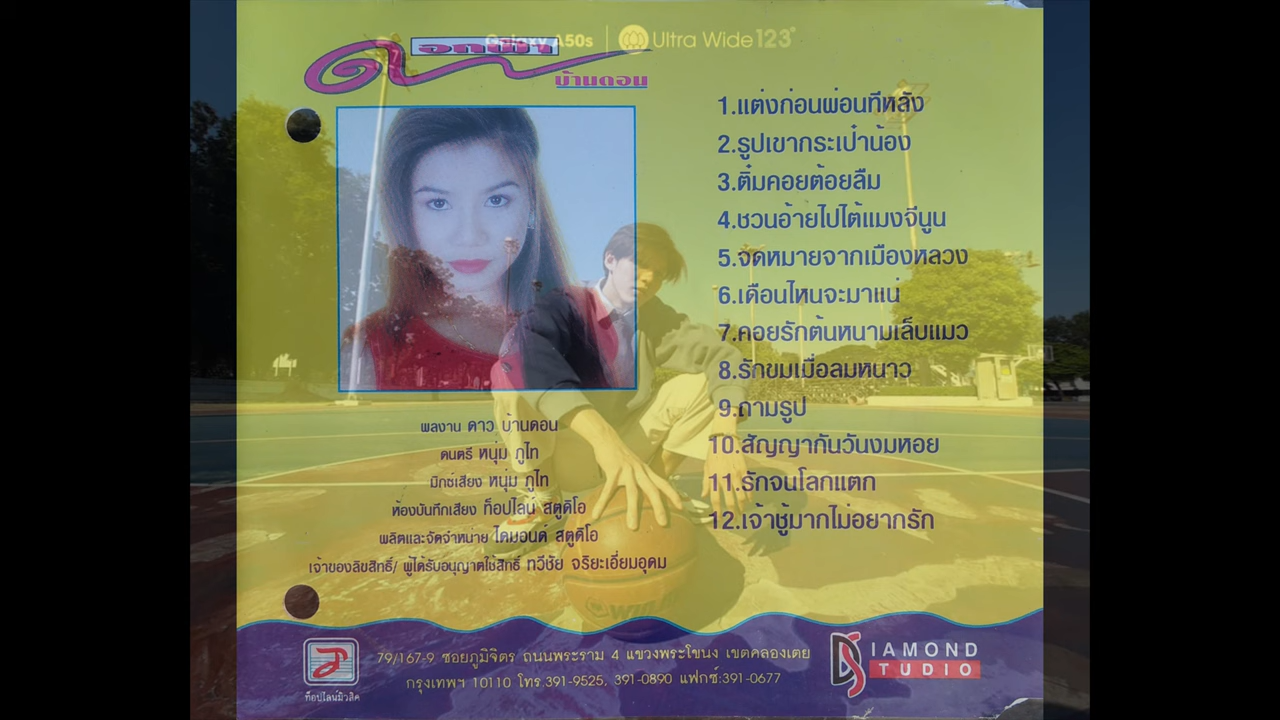 Galaxy A50s | Ultra Wide 123°
ดอกฟ้า
บ้านดอน
1.แต่งก่อนผ่อนทีหลัง
2.รูปเขากระเป๋าน้อง
3.ติ๋มคอยต้อยลืม
4.ชวนอ้ายไปไต้แมงจีนูน
5.จดหมายจากเมืองหลวง
6.เดือนไหนจะมาแน่
7.คอยรักต้นหนามเล็บแมว
8.รักขมเมื่อลมหนาว
9.ถามรูป
10.สัญญากันวันงมหอย
11.รักจนโลกแตก
12.เจ้าชู้มากไม่อยากรัก
ผลงาน ดาว บ้านดอน
ดนตรี หนุ่ม ภูไท
มิกซ์เสียง หนุ่ม ภูไท
ห้องบันทึกเสียง ท็อปไลน์ สตูดิโอ
ผลิตและจัดจำหน่าย ไดมอนด์ สตูดิโอ
เจ้าของลิขสิทธิ์/ ผู้ได้รับอนุญาตใช้สิทธิ์ ทวีชัย จริยะเอี่ยมอุดม
79/167-9 ซอยภูมิจิตร ถนนพระราม 4 แขวงพระโขนง เขตคลองเตย
กรุงเทพฯ 10110 โทร.391-9525, 391-0890 แฟกซ์:391-0677
ท็อปไลน์มิวสิค
DIAMOND
STUDIO